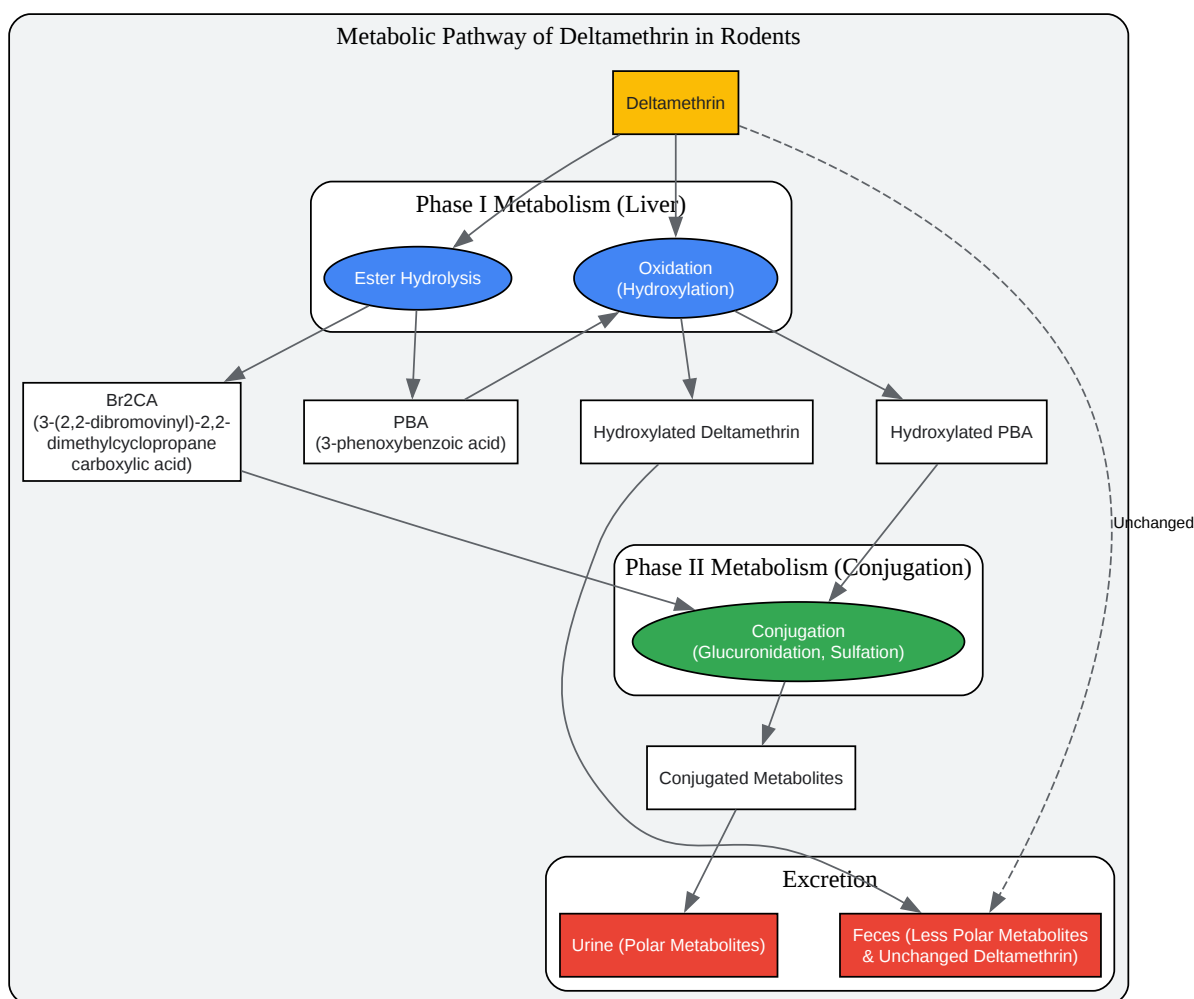 Metabolic Pathway of Deltamethrin in Rodents
Deltamethrin
Phase I Metabolism (Liver)
Ester Hydrolysis
Oxidation
(Hydroxylation)
Br2CA
(3-(2,2-dibromovinyl)-2,2-
dimethylcyclopropane
carboxylic acid)
PBA
(3-phenoxybenzoic acid)
Hydroxylated Deltamethrin
Hydroxylated PBA
Unchanged
Phase II Metabolism (Conjugation)
Conjugation
(Glucuronidation, Sulfation)
Conjugated Metabolites
Excretion
Urine (Polar Metabolites)
Feces (Less Polar Metabolites
& Unchanged Deltamethrin)